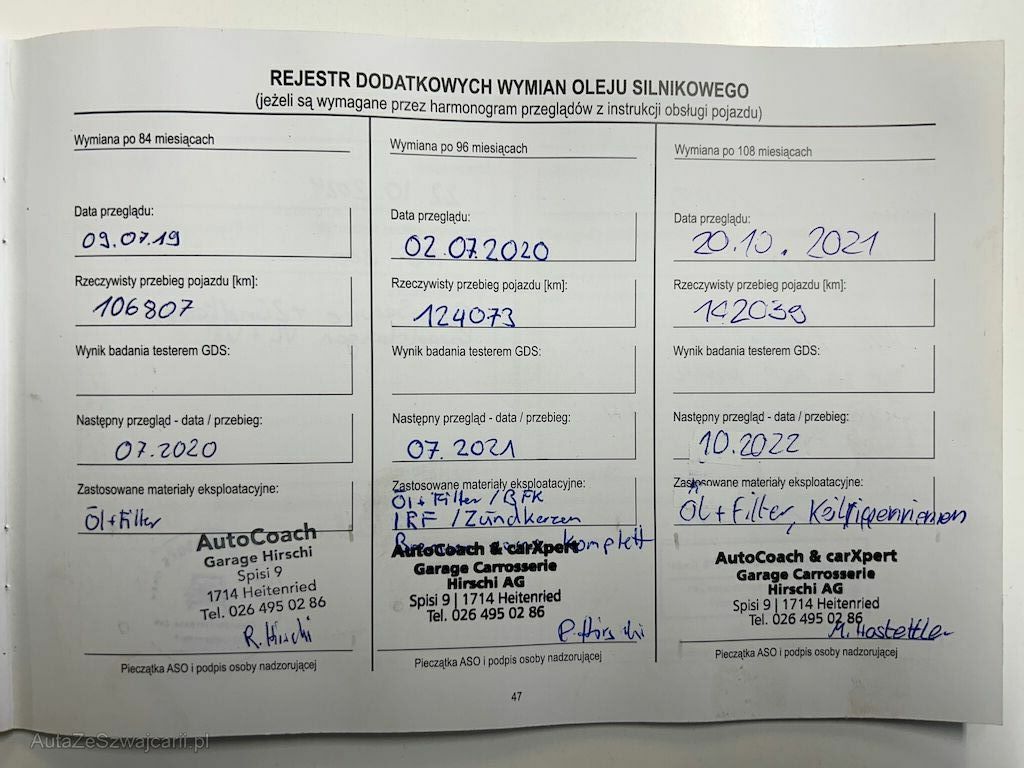 REJESTR DODATKOWYCH WYMIAN OLEJU SILNIKOWEGO
(jeżeli są wymagane przez harmonogram przeglądów z instrukcji obsługi pojazdu)
Wymiana po 84 miesiącach
Data przeglądu:
09.07.19
Rzeczywisty przebieg pojazdu [km]:
106807
Wynik badania testerem GDS:
Następny przegląd - data / przebieg:
07.2020
Zastosowane materiały eksploatacyjne:
Öl+Filter
AutoCoach
Garage Hirschi
Spisi 9
1714 Heitenried
Tel. 026 495 02 86
R. Hirschi
Pieczątka ASO i podpis osoby nadzorującej
Wymiana po 96 miesiącach
Data przeglądu:
02.07.2020
Rzeczywisty przebieg pojazdu [km]:
124073
Wynik badania testerem GDS:
Następny przegląd - data / przebieg:
07.2021
Zastosowane materiały eksploatacyjne:
Öl+Filter / BFK
IRF / Zündkerzen
Komplett
AutoCoach & carXpert
Garage Carrosserie
Hirschi AG
Spisi 9 | 1714 Heitenried
Tel. 026 495 02 86
Pieczątka ASO i podpis osoby nadzorującej
Wymiana po 108 miesiącach
Data przeglądu:
20.10.2021
Rzeczywisty przebieg pojazdu [km]:
142039
Wynik badania testerem GDS:
Następny przegląd - data / przebieg:
10.2022
Zastosowane materiały eksploatacyjne:
Öl + Filter,
AutoCoach & carXpert
Garage Carrosserie
Hirschi AG
Spisi 9 | 1714 Heitenried
Tel. 026 495 02 86
M. Hostettler
Pieczątka ASO i podpis osoby nadzorującej
47
AutaZeSzwajcarii.pl